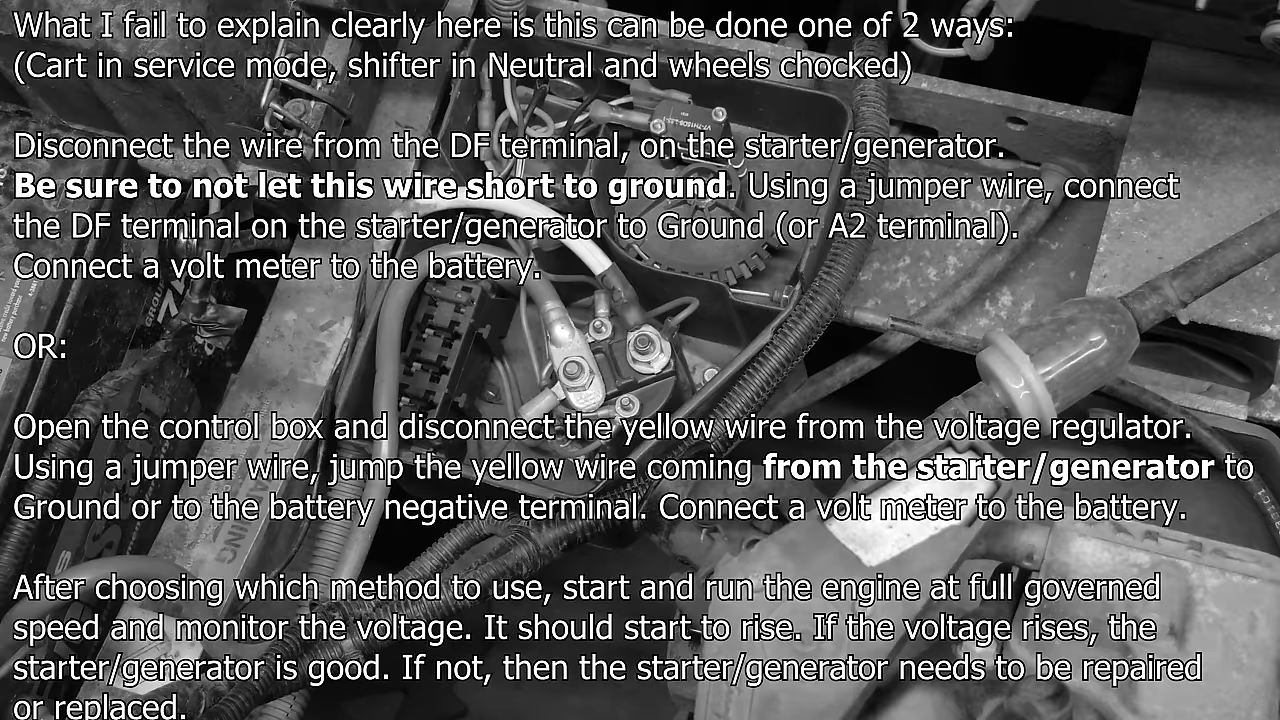 What I fail to explain clearly here is this can be done one of 2 ways:
(Cart in service mode, shifter in Neutral and wheels chocked)
Disconnect the wire from the DF terminal, on the starter/generator.
Be sure to not let this wire short to ground. Using a jumper wire, connect
the DF terminal on the starter/generator to Ground (or A2 terminal).
Connect a volt meter to the battery.
OR:
Open the control box and disconnect the yellow wire from the voltage regulator.
Using a jumper wire, jump the yellow wire coming from the starter/generator to
Ground or to the battery negative terminal. Connect a volt meter to the battery.
After choosing which method to use, start and run the engine at full governed
speed and monitor the voltage. It should start to rise. If the voltage rises, the
starter/generator is good. If not, then the starter/generator needs to be repaired
or replaced.